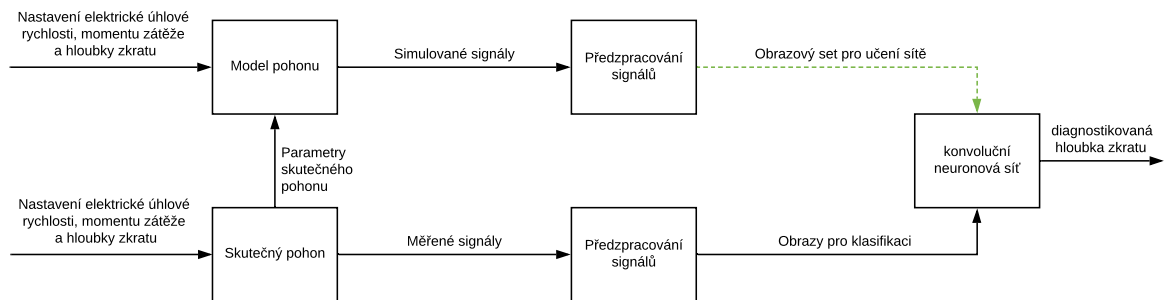 Nastavení elektrické úhlové
rychlosti, momentu zátěže
a hloubky zkratu
Model pohonu
Simulované signály
Předzpracování
signálů
Obrazový set pro učení sítě
Parametry
skutečného
pohonu
konvoluční
neuronová síť
diagnostikovaná
hloubka zkratu
Nastavení elektrické úhlové
rychlosti, momentu zátěže
a hloubky zkratu
Skutečný pohon
Měřené signály
Předzpracování
signálů
Obrazy pro klasifikaci